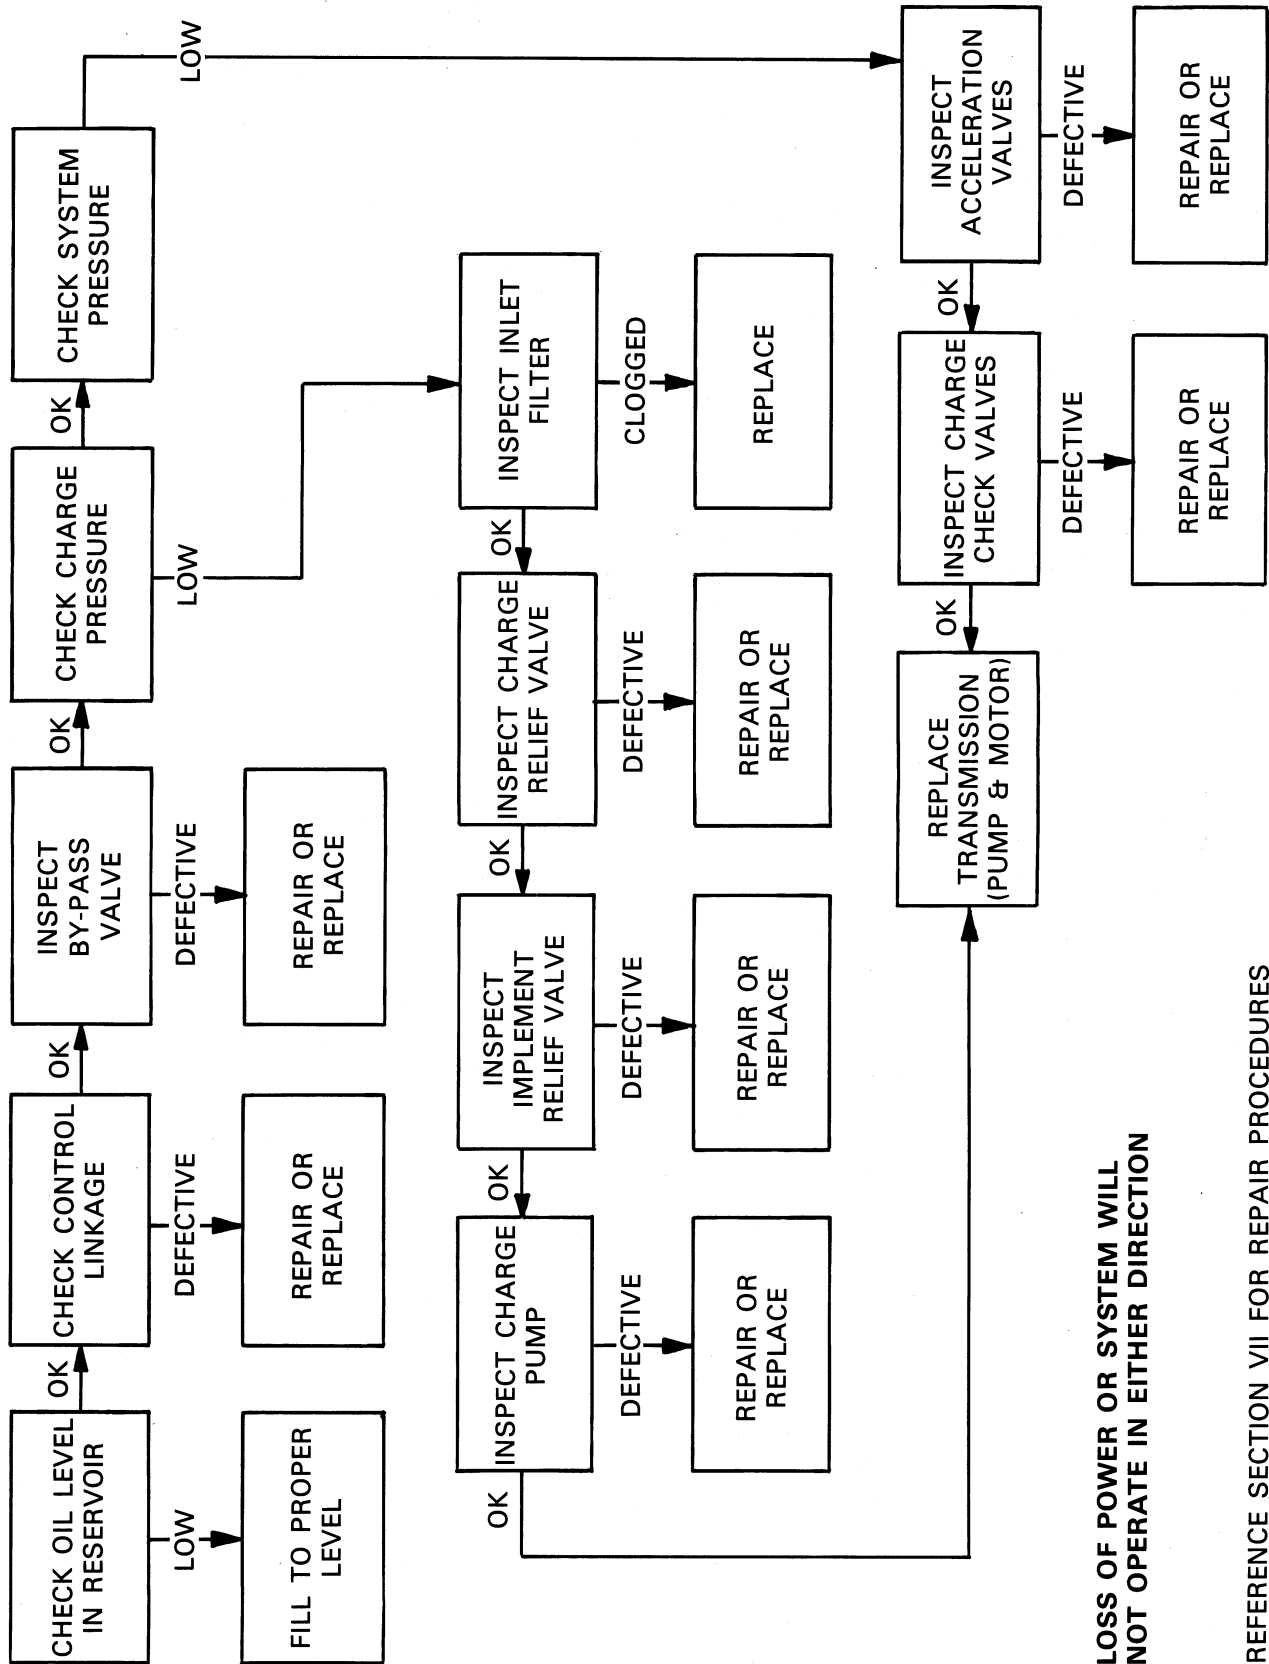 CHECK OIL LEVEL
IN RESERVOIR
OK
CHECK CONTROL
LINKAGE
OK
INSPECT
BY-PASS
VALVE
OK
CHECK CHARGE
PRESSURE
OK
CHECK SYSTEM
PRESSURE
LOW
DEFECTIVE
DEFECTIVE
LOW
LOW
FILL TO PROPER
LEVEL
REPAIR OR
REPLACE
REPAIR OR
REPLACE
INSPECT CHARGE
PUMP
OK
INSPECT
IMPLEMENT
RELIEF VALVE
OK
INSPECT CHARGE
RELIEF VALVE
OK
INSPECT INLET
FILTER
OK
DEFECTIVE
DEFECTIVE
DEFECTIVE
CLOGGED
REPAIR OR
REPLACE
REPAIR OR
REPLACE
REPAIR OR
REPLACE
REPLACE
REPLACE
TRANSMISSION
(PUMP & MOTOR)
OK
INSPECT CHARGE
CHECK VALVES
OK
INSPECT
ACCELERATION
VALVES
DEFECTIVE
DEFECTIVE
REPAIR OR
REPLACE
REPAIR OR
REPLACE
LOSS OF POWER OR SYSTEM WILL
NOT OPERATE IN EITHER DIRECTION
REFERENCE SECTION VII FOR REPAIR PROCEDURES